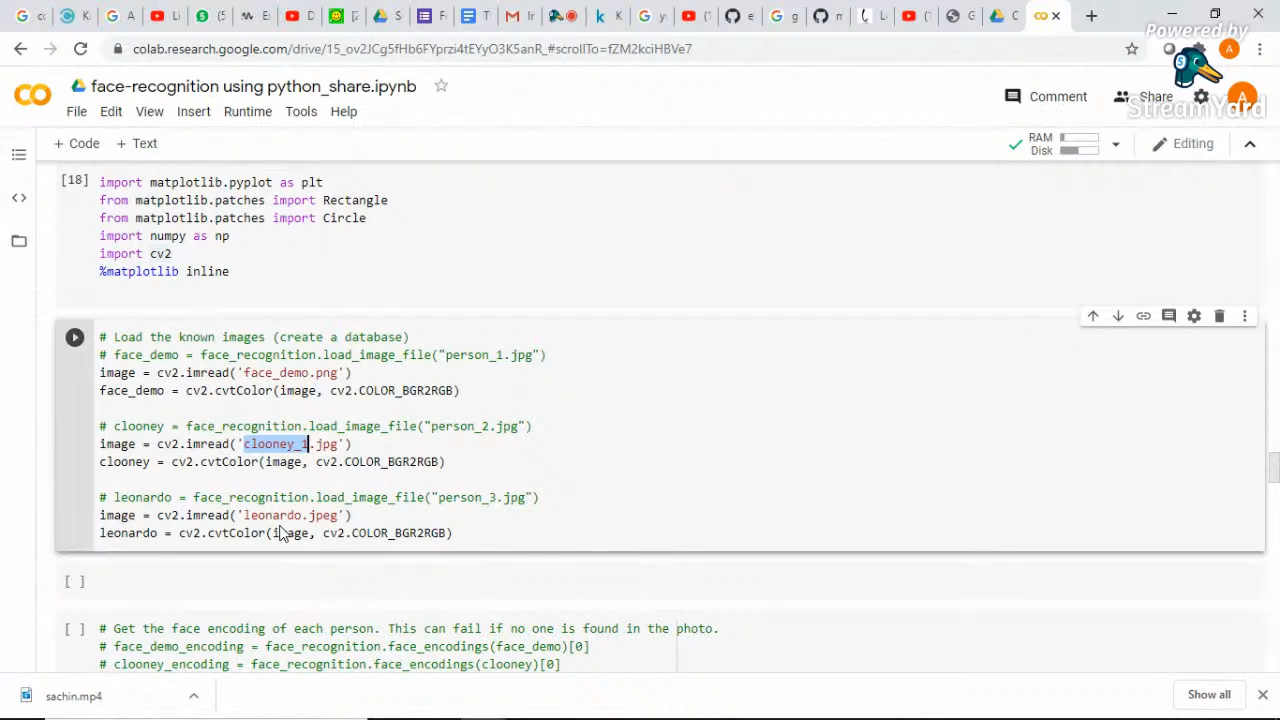 K
G A
Li
(5
W E
D
S
F
T
In
k K
G y
(T
e
G g
m
L
(T
G
C
colab.research.google.com/drive/15_ov2JCg5fHb6FYprzi4tEYyO3K5anR_#scrollTo=fZM2kciHBVe7
A
Powered by
StreamYard
face-recognition using python_share.ipynb
Comment
Share
A
File Edit View Insert Runtime Tools Help
+ Code + Text
RAM
Disk
Editing
[18] import matplotlib.pyplot as plt
from matplotlib.patches import Rectangle
from matplotlib.patches import Circle
import numpy as np
import cv2
%matplotlib inline
# Load the known images (create a database)
# face_demo = face_recognition.load_image_file("person_1.jpg")
image = cv2.imread('face_demo.png')
face_demo = cv2.cvtColor(image, cv2.COLOR_BGR2RGB)
# clooney = face_recognition.load_image_file("person_2.jpg")
image = cv2.imread('clooney_1.jpg')
clooney = cv2.cvtColor(image, cv2.COLOR_BGR2RGB)
# leonardo = face_recognition.load_image_file("person_3.jpg")
image = cv2.imread('leonardo.jpeg')
leonardo = cv2.cvtColor(image, cv2.COLOR_BGR2RGB)
[ ]
[ ] # Get the face encoding of each person. This can fail if no one is found in the photo.
# face_demo_encoding = face_recognition.face_encodings(face_demo)[0]
# clooney_encoding = face_recognition.face_encodings(clooney)[0]
sachin.mp4
Show all